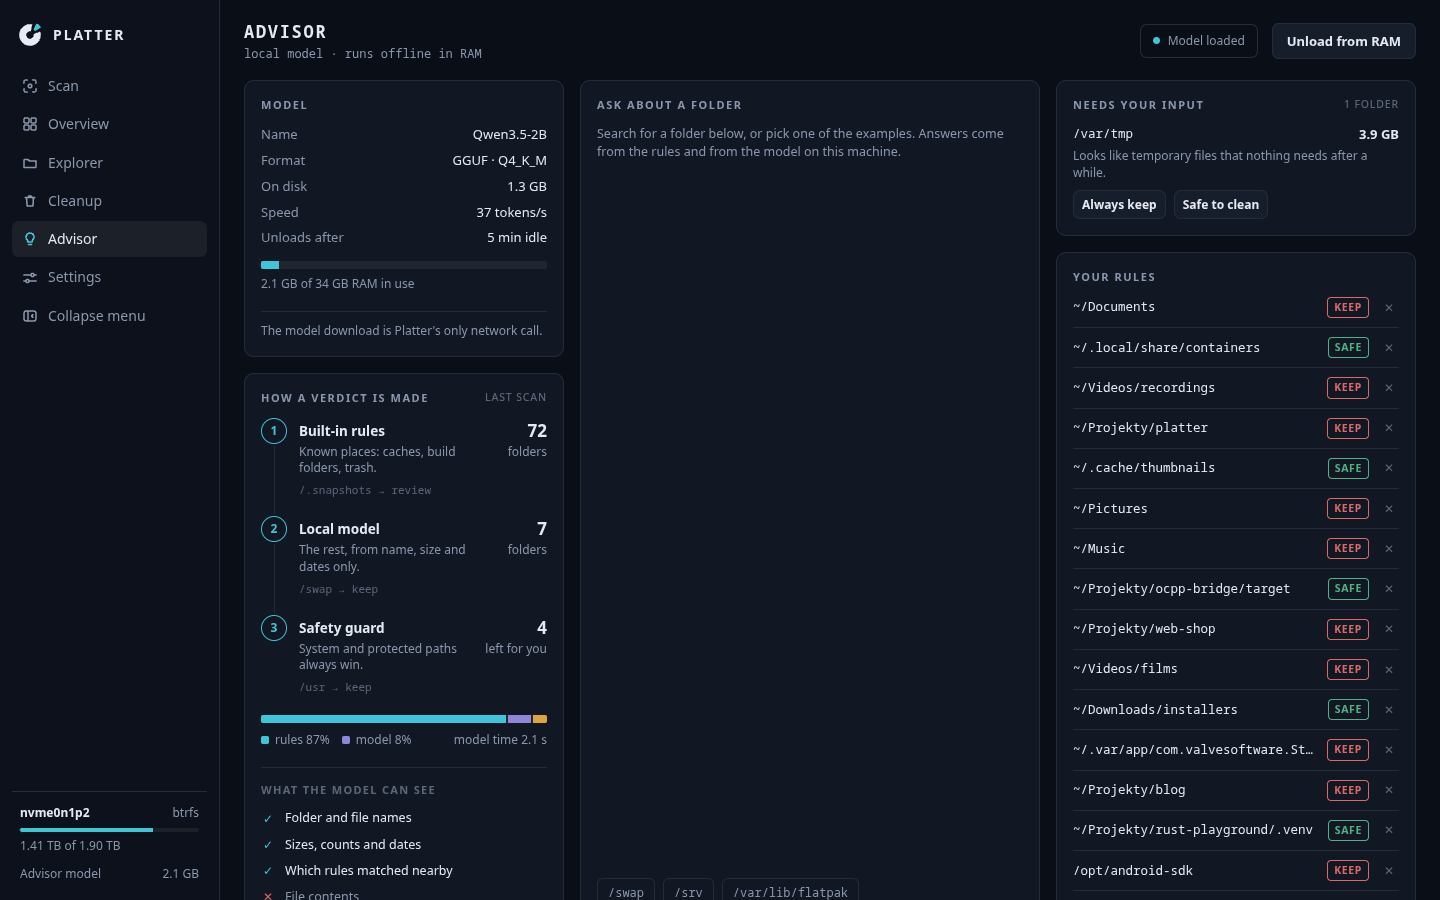 PLATTER
Scan
Overview
Explorer
Cleanup
Advisor
Settings
Collapse menu
nvme0n1p2 btrfs
1.41 TB of 1.90 TB
Advisor model 2.1 GB
ADVISOR
local model · runs offline in RAM
Model loaded
Unload from RAM
MODEL
Name Qwen3.5-2B
Format GGUF · Q4_K_M
On disk 1.3 GB
Speed 37 tokens/s
Unloads after 5 min idle
2.1 GB of 34 GB RAM in use
The model download is Platter's only network call.
HOW A VERDICT IS MADE LAST SCAN
1 Built-in rules 72
Known places: caches, build folders
folders, trash.
/.snapshots → review
2 Local model 7
The rest, from name, size and folders
dates only.
/swap → keep
3 Safety guard 4
System and protected paths left for you
always win.
/usr → keep
rules 87% model 8% model time 2.1 s
WHAT THE MODEL CAN SEE
✓ Folder and file names
✓ Sizes, counts and dates
✓ Which rules matched nearby
✕ File contents
ASK ABOUT A FOLDER
Search for a folder below, or pick one of the examples. Answers come
from the rules and from the model on this machine.
/swap /srv /var/lib/flatpak
NEEDS YOUR INPUT 1 FOLDER
/var/tmp 3.9 GB
Looks like temporary files that nothing needs after a
while.
Always keep Safe to clean
YOUR RULES
~/Documents KEEP ×
~/.local/share/containers SAFE ×
~/Videos/recordings KEEP ×
~/Projekty/platter KEEP ×
~/.cache/thumbnails SAFE ×
~/Pictures KEEP ×
~/Music KEEP ×
~/Projekty/ocpp-bridge/target SAFE ×
~/Projekty/web-shop KEEP ×
~/Videos/films KEEP ×
~/Downloads/installers SAFE ×
~/.var/app/com.valvesoftware.St… KEEP ×
~/Projekty/blog KEEP ×
~/Projekty/rust-playground/.venv SAFE ×
/opt/android-sdk KEEP ×